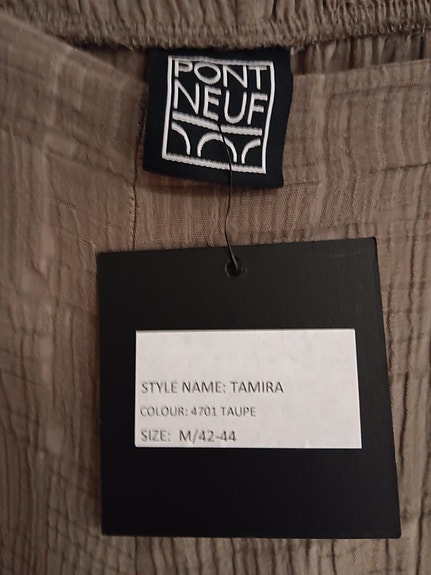 PONT
NEUF
STYLE NAME: TAMIRA
COLOUR: 4701 TAUPE
SIZE: M/42-44